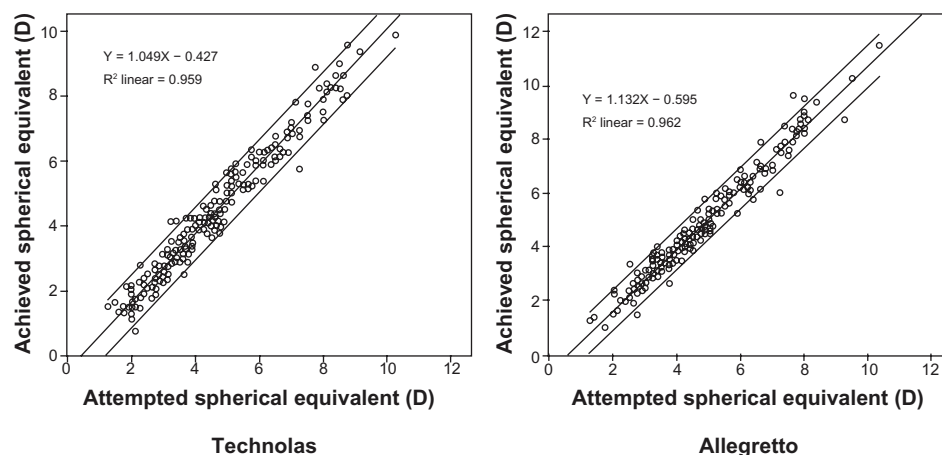 Y = 1.049X − 0.427
R² linear = 0.959
Achieved spherical equivalent (D)
10
8
6
4
2
0
0 2 4 6 8 10 12
Attempted spherical equivalent (D)
Technolas
Y = 1.132X − 0.595
R² linear = 0.962
Achieved spherical equivalent (D)
12
10
8
6
4
2
0
0 2 4 6 8 10 12
Attempted spherical equivalent (D)
Allegretto